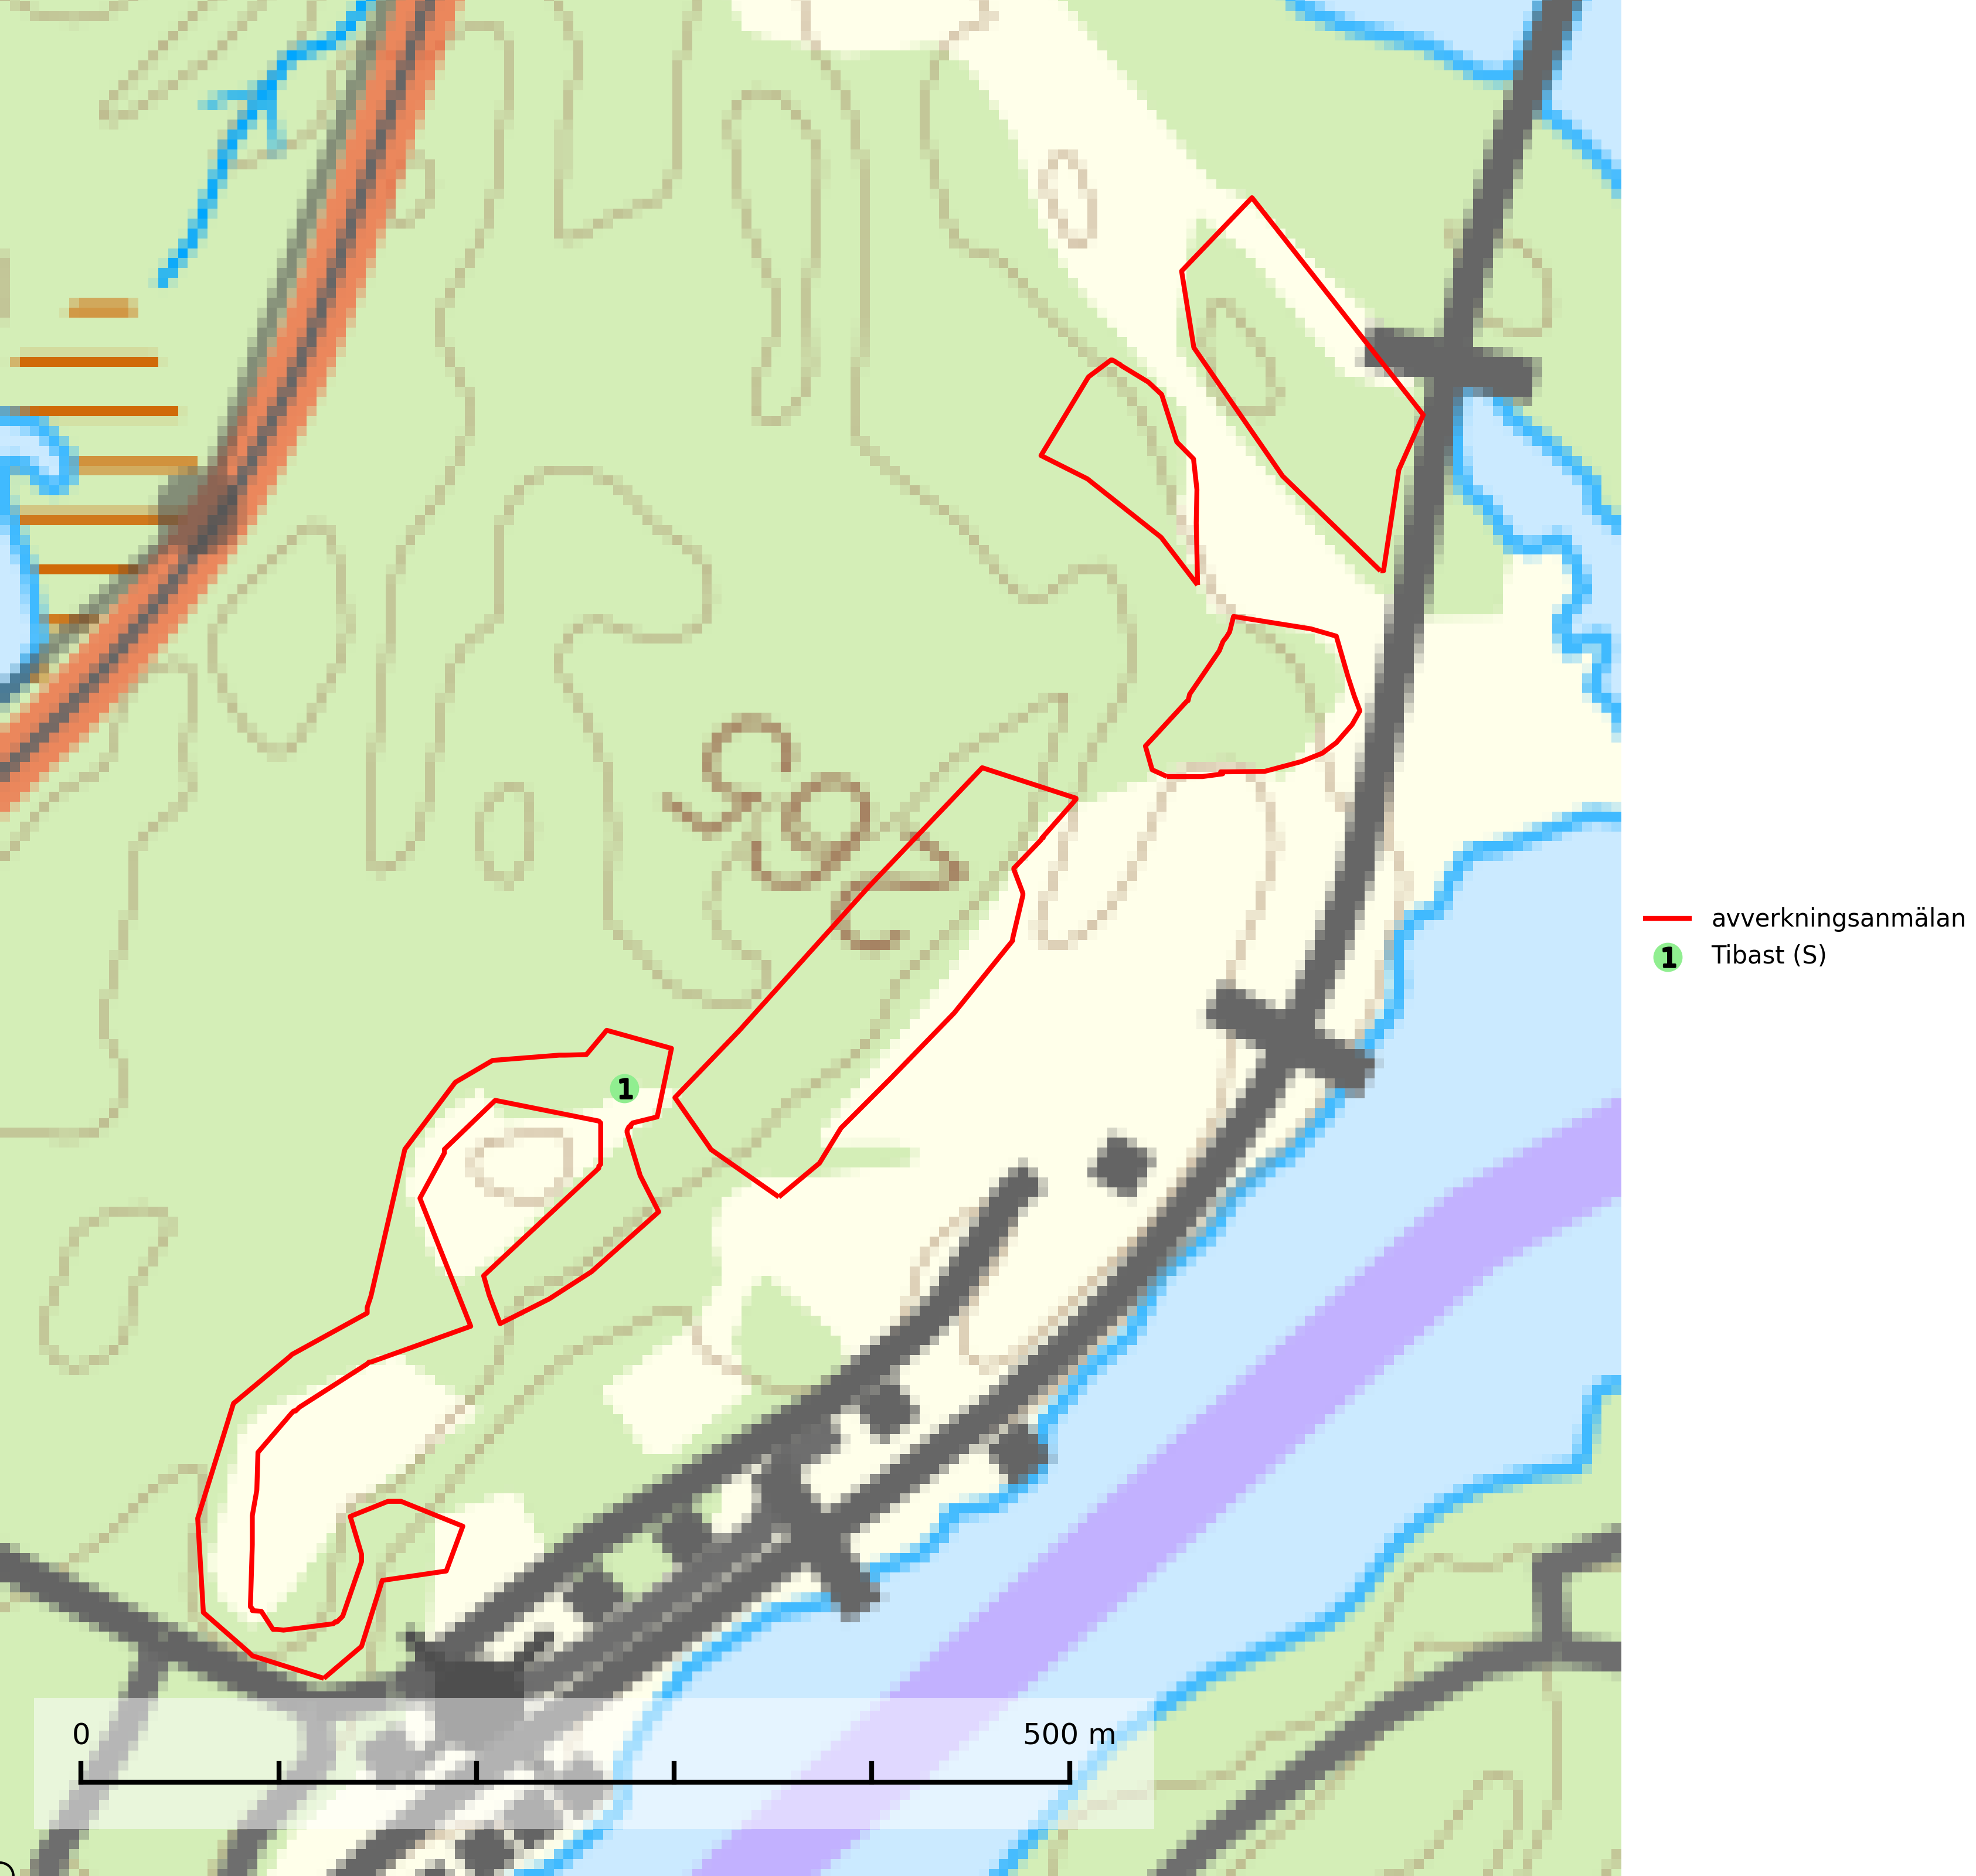 1
avverkningsanmälan
1 Tibast (S)
0 500 m